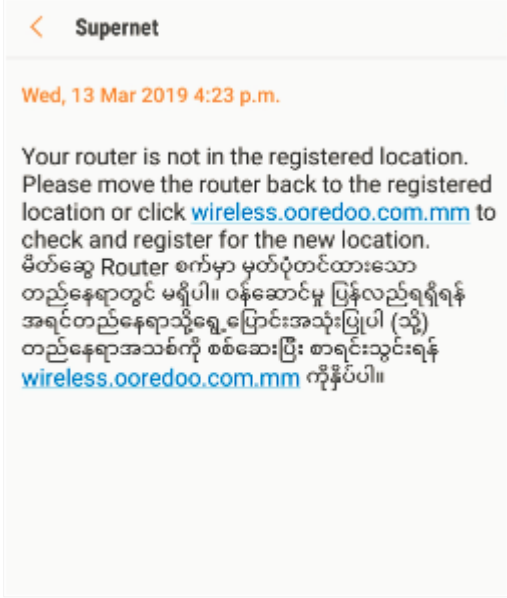 Supernet
Wed, 13 Mar 2019 4:23 p.m.
Your router is not in the registered location.
Please move the router back to the registered
location or click wireless.ooredoo.com.mm to
check and register for the new location.
မိတ်ဆွေ Router စက်မှာ မှတ်ပုံတင်ထားသော
တည်နေရာတွင် မရှိပါ။ ဝန်ဆောင်မှု ပြန်လည်ရရှိရန်
အရင်တည်နေရာသို့ရွေ့ပြောင်းအသုံးပြုပါ (သို့)
တည်နေရာအသစ်ကို စစ်ဆေးပြီး စာရင်းသွင်းရန်
wireless.ooredoo.com.mm ကိုနှိပ်ပါ။